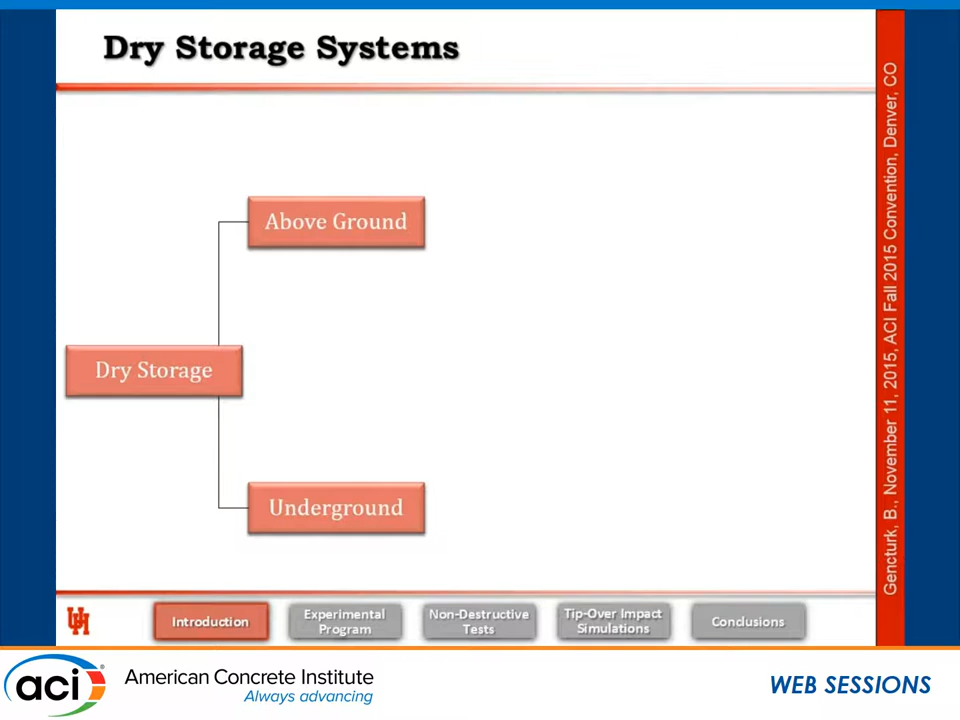 Dry Storage Systems
Above Ground
Dry Storage
Underground
Gencturk, B., November 11, 2015, ACI Fall 2015 Convention, Denver, CO
UH
Introduction
Experimental
Program
Non-Destructive
Tests
Tip-Over Impact
Simulations
Conclusions
aci®
American Concrete Institute
Always advancing
WEB SESSIONS